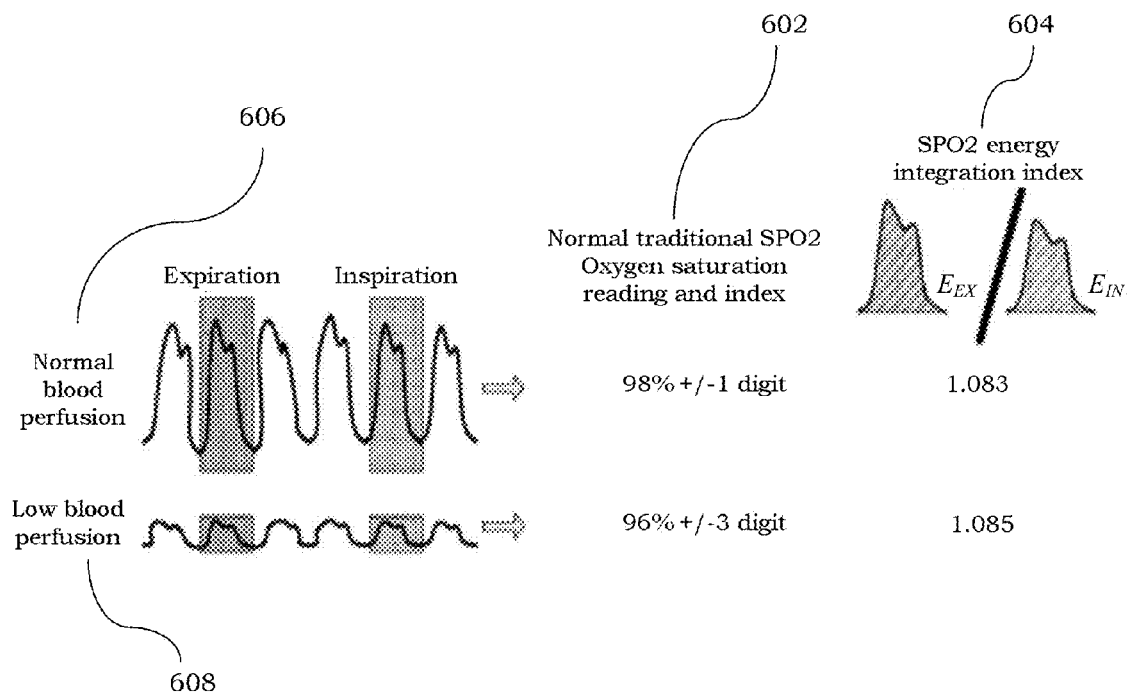 602
604
606
SPO2 energy
integration index
Normal traditional SPO2
Oxygen saturation
reading and index
E_EX
E_IN
Expiration
Inspiration
Normal
blood
perfusion
98% +/-1 digit
1.083
Low blood
perfusion
96% +/-3 digit
1.085
608